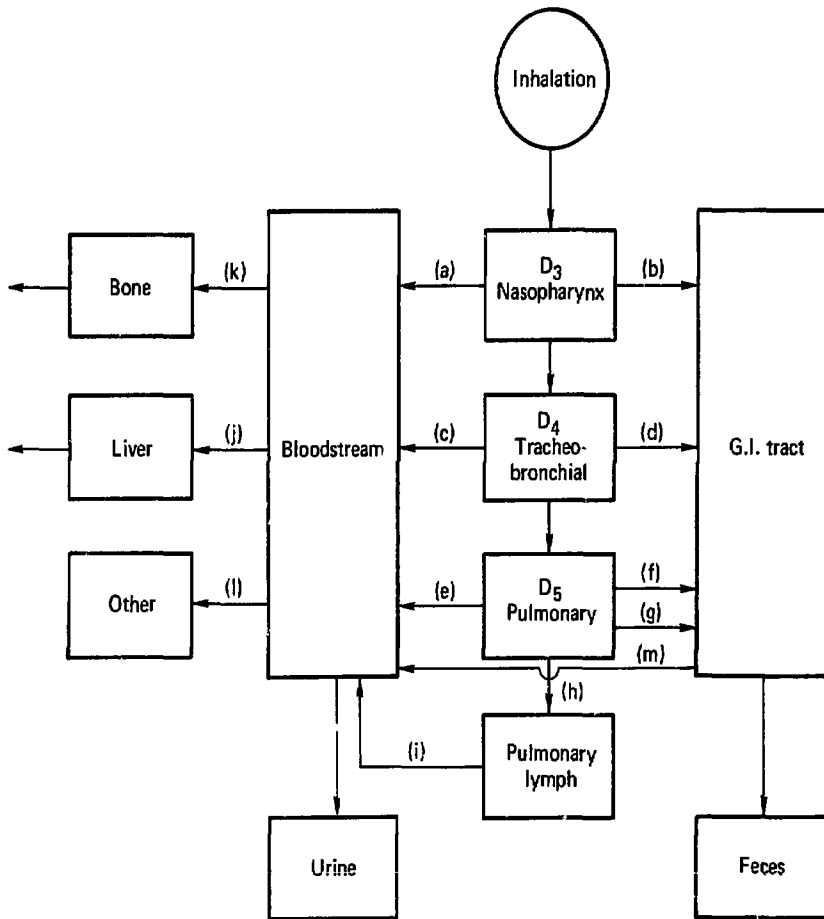 Inhalation
D3
Nasopharynx
(a)
(b)
(k)
Bone
D4
Tracheo-
bronchial
(c)
(d)
(j)
Liver
Bloodstream
G.I. tract
D5
Pulmonary
(e)
(f)
(g)
(l)
Other
(m)
(h)
(i)
Pulmonary
lymph
Urine
Feces